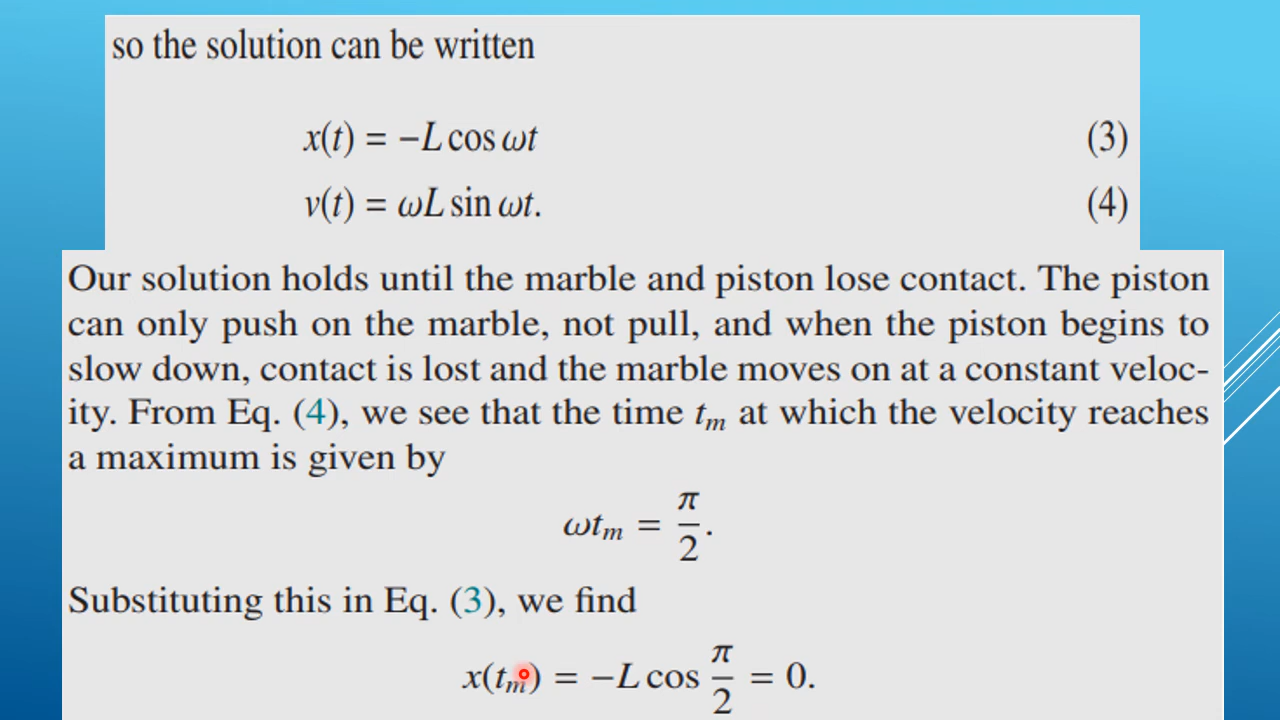 so the solution can be written
x(t) = −L cos ωt (3)
v(t) = ωL sin ωt. (4)
Our solution holds until the marble and piston lose contact. The piston
can only push on the marble, not pull, and when the piston begins to
slow down, contact is lost and the marble moves on at a constant veloc-
ity. From Eq. (4), we see that the time tₘ at which the velocity reaches
a maximum is given by
ωtₘ = π/2.
Substituting this in Eq. (3), we find
x(tₘ) = −L cos π/2 = 0.